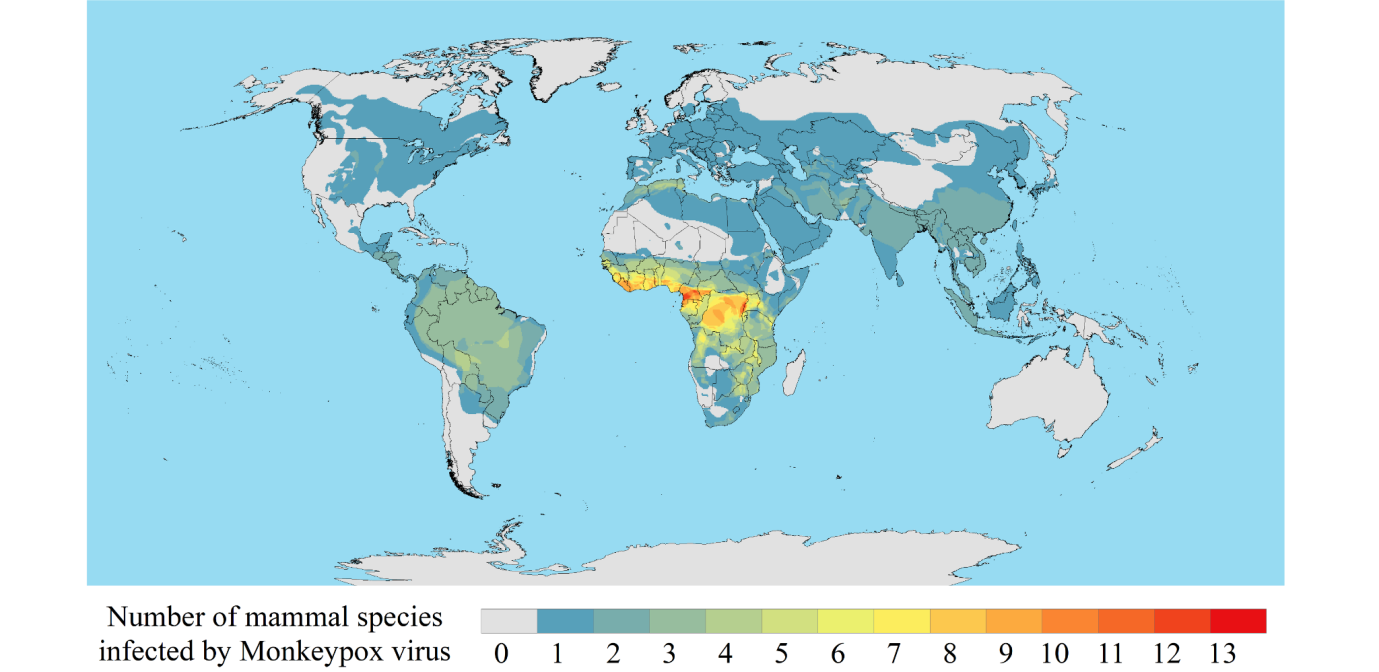 Number of mammal species
infected by Monkeypox virus
0 1 2 3 4 5 6 7 8 9 10 11 12 13